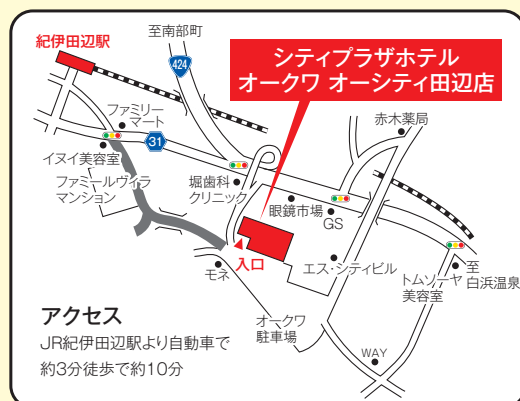 紀伊田辺駅
至南部町
424
シティプラザホテル
オークワ オーシティ田辺店
ファミリー
マート
31
赤木薬局
イヌイ美容室
ファミールヴィラ
マンション
堀歯科
クリニック
眼鏡市場
GS
入口
モネ
エス・シティビル
トムソーヤ
美容室
至
白浜温泉
オークワ
駐車場
WAY
アクセス
JR紀伊田辺駅より自動車で
約3分徒歩で約10分